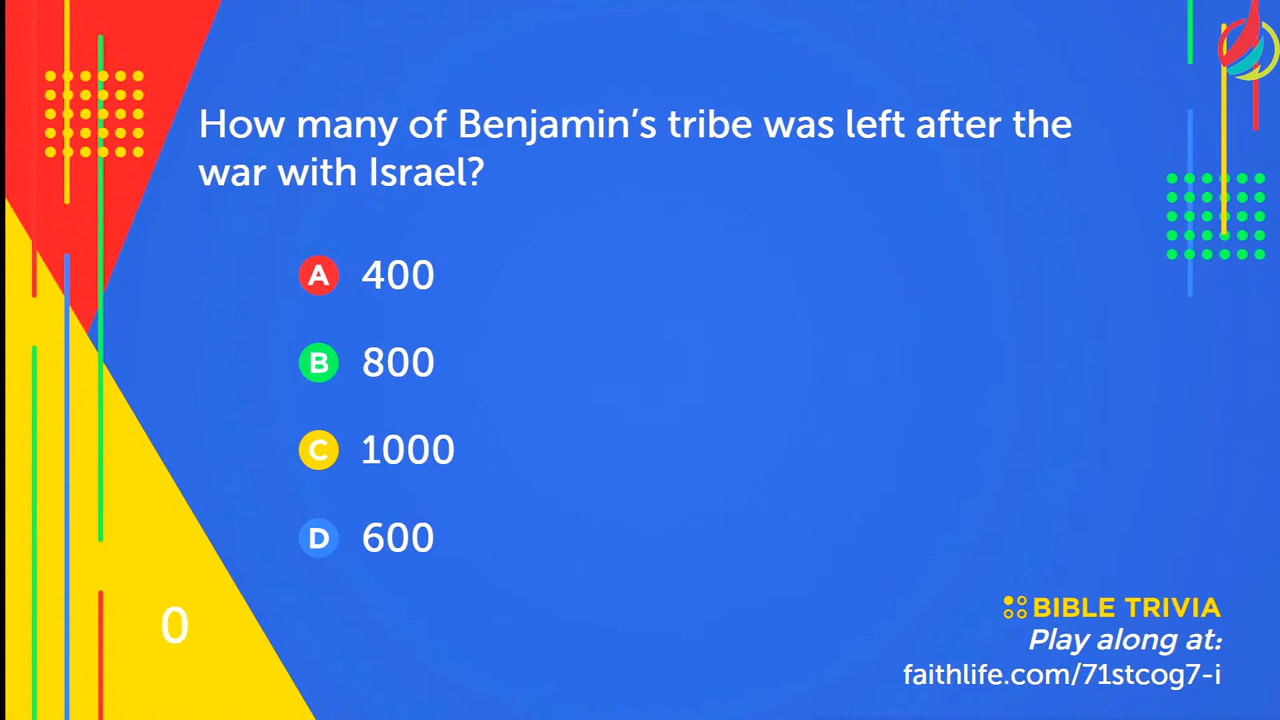 How many of Benjamin's tribe was left after the
war with Israel?
A 400
B 800
C 1000
D 600
0
BIBLE TRIVIA
Play along at:
faithlife.com/71stcog7-i